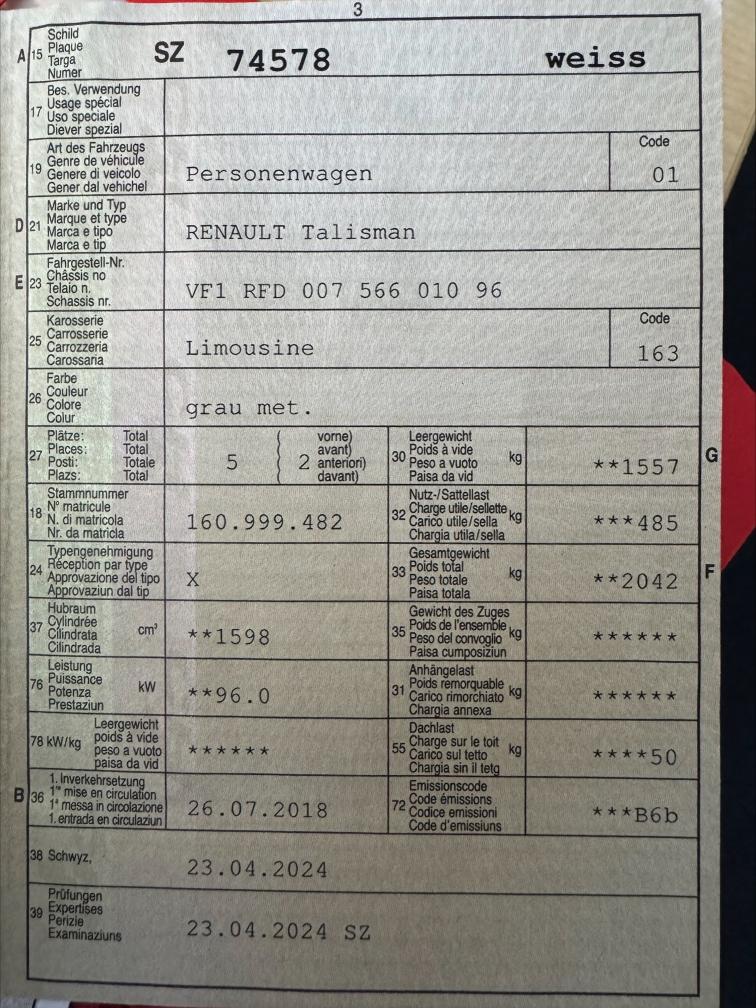 3
A 15 Schild
Plaque
Targa
Numer
SZ 74578 weiss
17 Bes. Verwendung
Usage spécial
Uso speciale
Diever spezial
19 Art des Fahrzeugs
Genre de véhicule
Genere di veicolo
Gener dal vehichel
Personenwagen
Code
01
D 21 Marke und Typ
Marque et type
Marca e tipo
Marca e tip
RENAULT Talisman
E 23 Fahrgestell-Nr.
Châssis no
Telaio n.
Schassis nr.
VF1 RFD 007 566 010 96
25 Karosserie
Carrosserie
Carrozzeria
Carossaria
Limousine
Code
163
26 Farbe
Couleur
Colore
Colur
grau met.
27 Plätze: Total
Places: Total
Posti: Totale
Plazs: Total
5 ( 2 vorne)
avant)
anteriori)
davant)
30 Leergewicht
Poids à vide
Peso a vuoto
Paisa da vid
kg
**1557
G
18 Stammnummer
N° matricule
N. di matricola
Nr. da matricla
160.999.482
32 Nutz-/Sattellast
Charge utile/sellette
Carico utile/sella
Chargia utila/sella
kg
***485
24 Typengenehmigung
Réception par type
Approvazione del tipo
Approvaziun dal tip
X
33 Gesamtgewicht
Poids total
Peso totale
Paisa totala
kg
**2042
F
37 Hubraum
Cylindrée
Cilindrata
Cilindrada
cm³
**1598
35 Gewicht des Zuges
Poids de l'ensemble
Peso del convoglio
Paisa cumposiziun
kg
******
76 Leistung
Puissance
Potenza
Prestaziun
kW
**96.0
31 Anhängelast
Poids remorquable
Carico rimorchiato
Chargia annexa
kg
******
78 kW/kg Leergewicht
poids à vide
peso a vuoto
paisa da vid
******
55 Dachlast
Charge sur le toit
Carico sul tetto
Chargia sin il tetg
kg
****50
B 36 1. Inverkehrsetzung
1re mise en circulation
1a messa in circolazione
1. entrada en circulaziun
26.07.2018
72 Emissionscode
Code émissions
Codice emissioni
Code d'emissiuns
***B6b
38 Schwyz,
23.04.2024
39 Prüfungen
Expertises
Perizie
Examinaziuns
23.04.2024 SZ